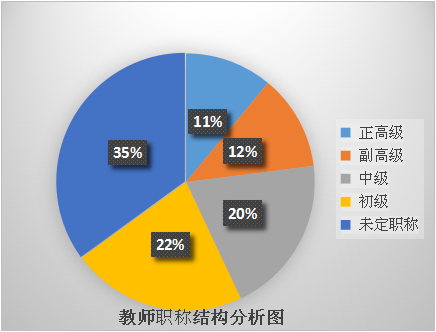 11%
12%
20%
22%
35%
正高级
副高级
中级
初级
未定职称
教师职称结构分析图